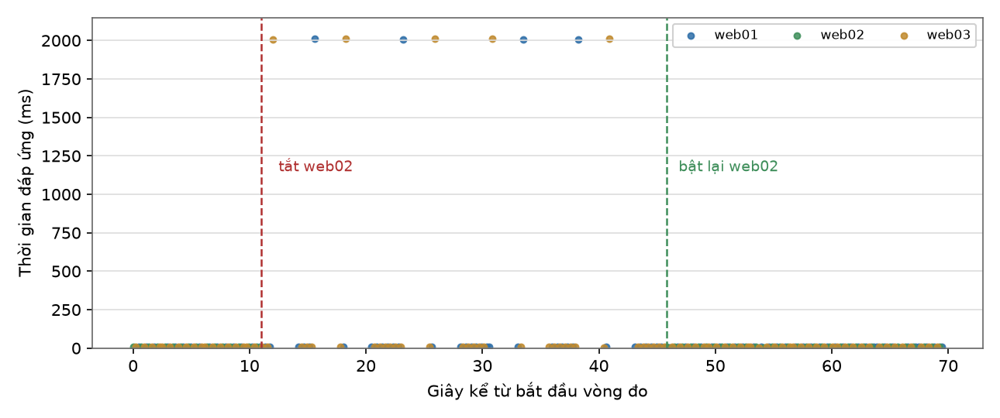 Thời gian đáp ứng (ms)
2000
1750
1500
1250
1000
750
500
250
0
web01 web02 web03
tắt web02
bật lại web02
0 10 20 30 40 50 60 70
Giây kể từ bắt đầu vòng đo